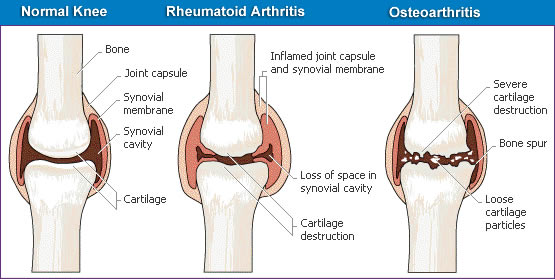 Normal Knee
Rheumatoid Arthritis
Osteoarthritis
Bone
Joint capsule
Synovial
membrane
Synovial
cavity
Cartilage
Inflamed joint capsule
and synovial membrane
Loss of space in
synovial cavity
Cartilage
destruction
Severe
cartilage
destruction
Bone spur
Loose
cartilage
particles